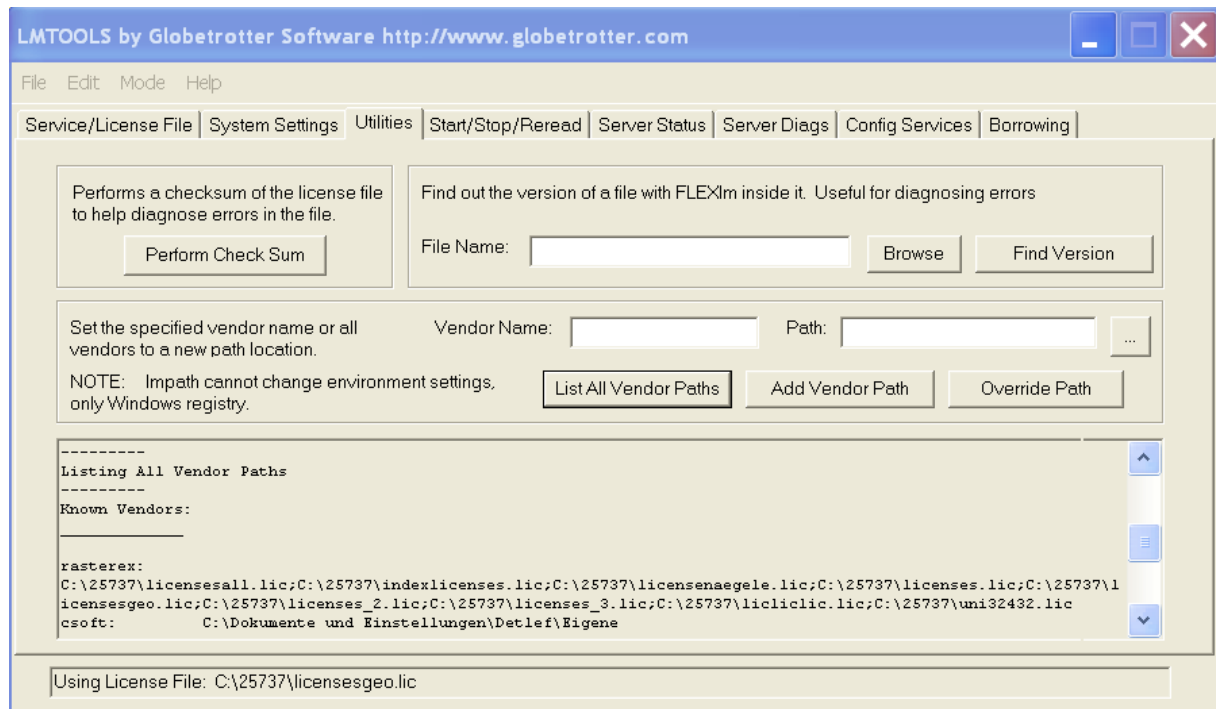 LMTOOLS by Globetrotter Software http://www.globetrotter.com
File Edit Mode Help
Service/License File System Settings Utilities Start/Stop/Reread Server Status Server Diags Config Services Borrowing
Performs a checksum of the license file
to help diagnose errors in the file.
Perform Check Sum
Find out the version of a file with FLEXlm inside it. Useful for diagnosing errors
File Name:
Browse
Find Version
Set the specified vendor name or all
vendors to a new path location.
Vendor Name:
Path:
...
NOTE: lmpath cannot change environment settings,
only Windows registry.
List All Vendor Paths
Add Vendor Path
Override Path
---------
Listing All Vendor Paths
---------
Known Vendors:
_____________
rasterex:
C:\25737\licensesall.lic;C:\25737\indexlicenses.lic;C:\25737\licensenaegele.lic;C:\25737\licenses.lic;C:\25737\l
icensesgeo.lic;C:\25737\licenses_2.lic;C:\25737\licenses_3.lic;C:\25737\licliclic.lic;C:\25737\uni32432.lic
csoft: C:\Dokumente und Einstellungen\Detlef\Eigene
Using License File: C:\25737\licensesgeo.lic